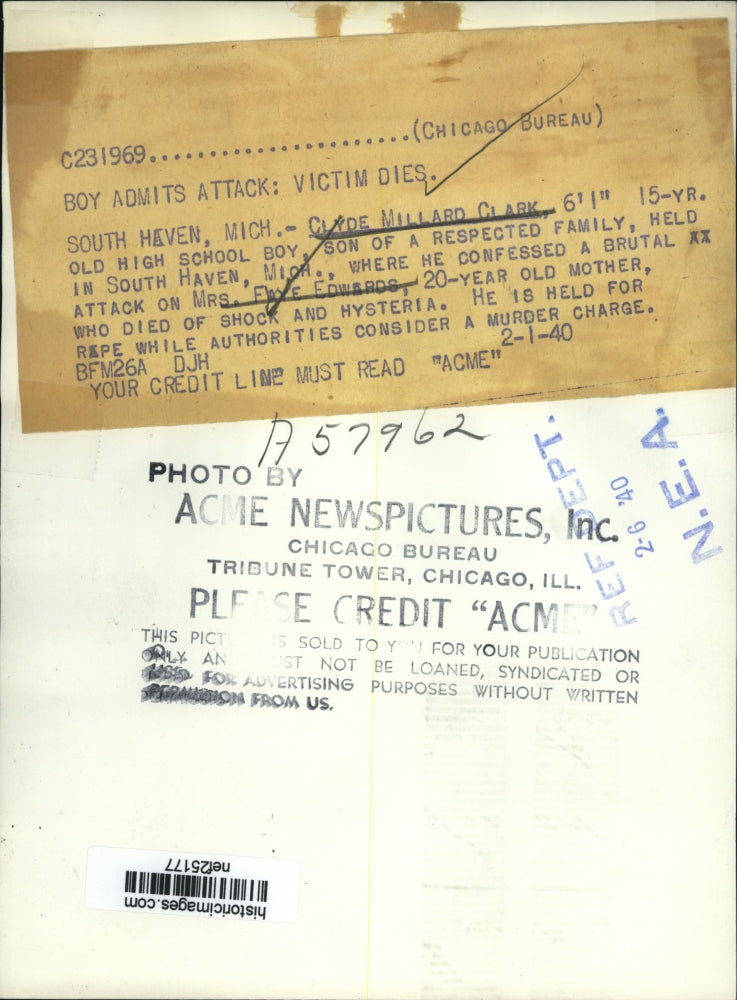 C231969.......................(CHICAGO BUREAU)
BOY ADMITS ATTACK: VICTIM DIES.
SOUTH HAVEN, MICH.- CLYDE MILLARD CLARK, 6'1" 15-YR.
OLD HIGH SCHOOL BOY, SON OF A RESPECTED FAMILY, HELD
IN SOUTH HAVEN, MICH., WHERE HE CONFESSED A BRUTAL XX
ATTACK ON MRS. FAYE EDWARDS, 20-YEAR OLD MOTHER,
WHO DIED OF SHOCK AND HYSTERIA. HE IS HELD FOR
RAPE WHILE AUTHORITIES CONSIDER A MURDER CHARGE.
BFM26A DJH 2-1-40
YOUR CREDIT LINE MUST READ "ACME"
A 57962
PHOTO BY
ACME NEWSPICTURES, Inc.
CHICAGO BUREAU
TRIBUNE TOWER, CHICAGO, ILL.
PLEASE CREDIT "ACME"
THIS PICT IS SOLD TO Y U FOR YOUR PUBLICATION
ONLY AN UST NOT BE LOANED, SYNDICATED OR
USED FOR ADVERTISING PURPOSES WITHOUT WRITTEN
PERMISSION FROM US.
REF DEPT.
2-6 '40
N.E.A.
historicimages.com
nef25177